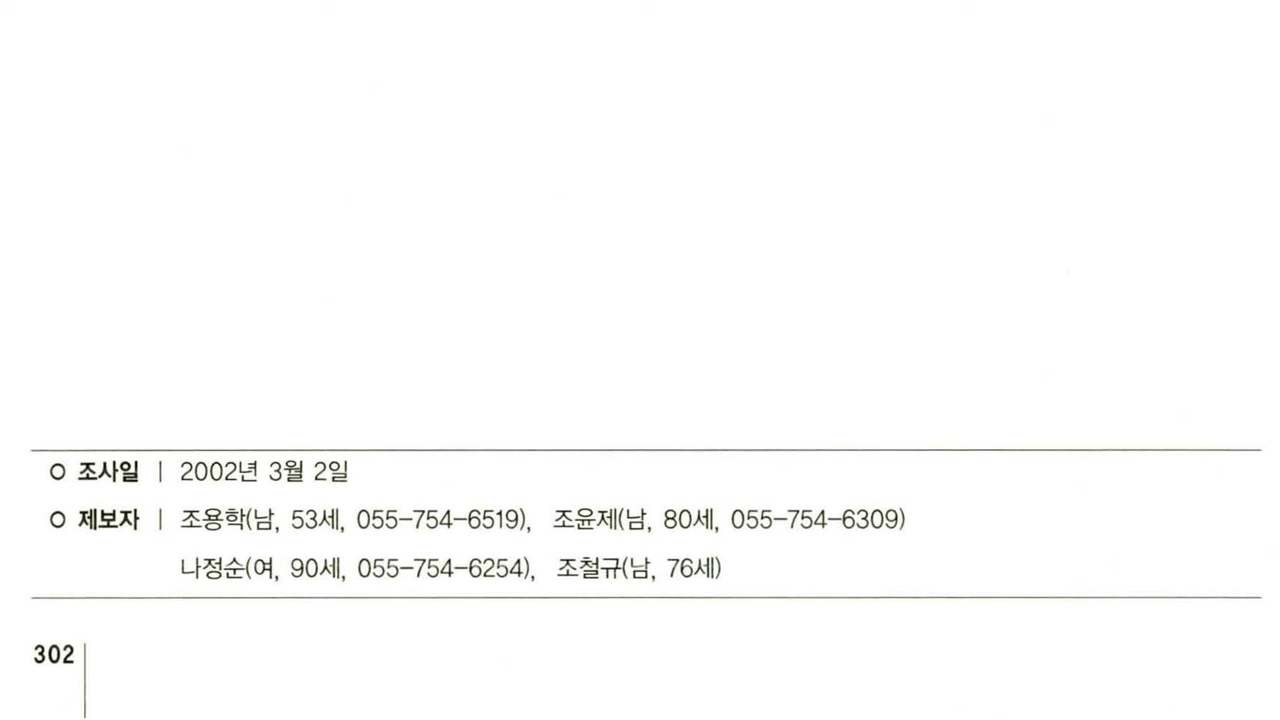 ○ 조사일 | 2002년 3월 2일
○ 제보자 | 조용학(남, 53세, 055-754-6519), 조윤제(남, 80세, 055-754-6309)
나정순(여, 90세, 055-754-6254), 조철규(남, 76세)
302